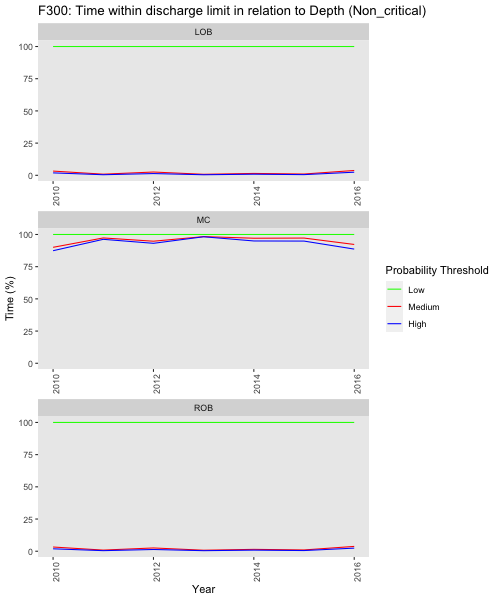 F300: Time within discharge limit in relation to Depth (Non_critical)
LOB
100
75
50
25
0
2010
2012
2014
2016
MC
100
75
50
25
0
2010
2012
2014
2016
ROB
100
75
50
25
0
2010
2012
2014
2016
Time (%)
Year
Probability Threshold
Low
Medium
High